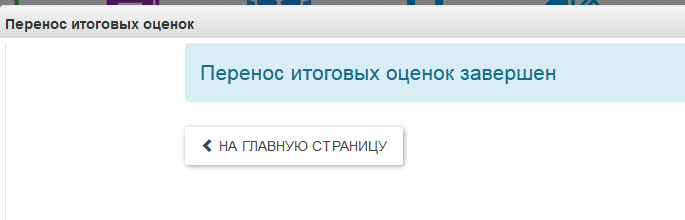 Перенос итоговых оценок
Перенос итоговых оценок завершен
НА ГЛАВНУЮ СТРАНИЦУ